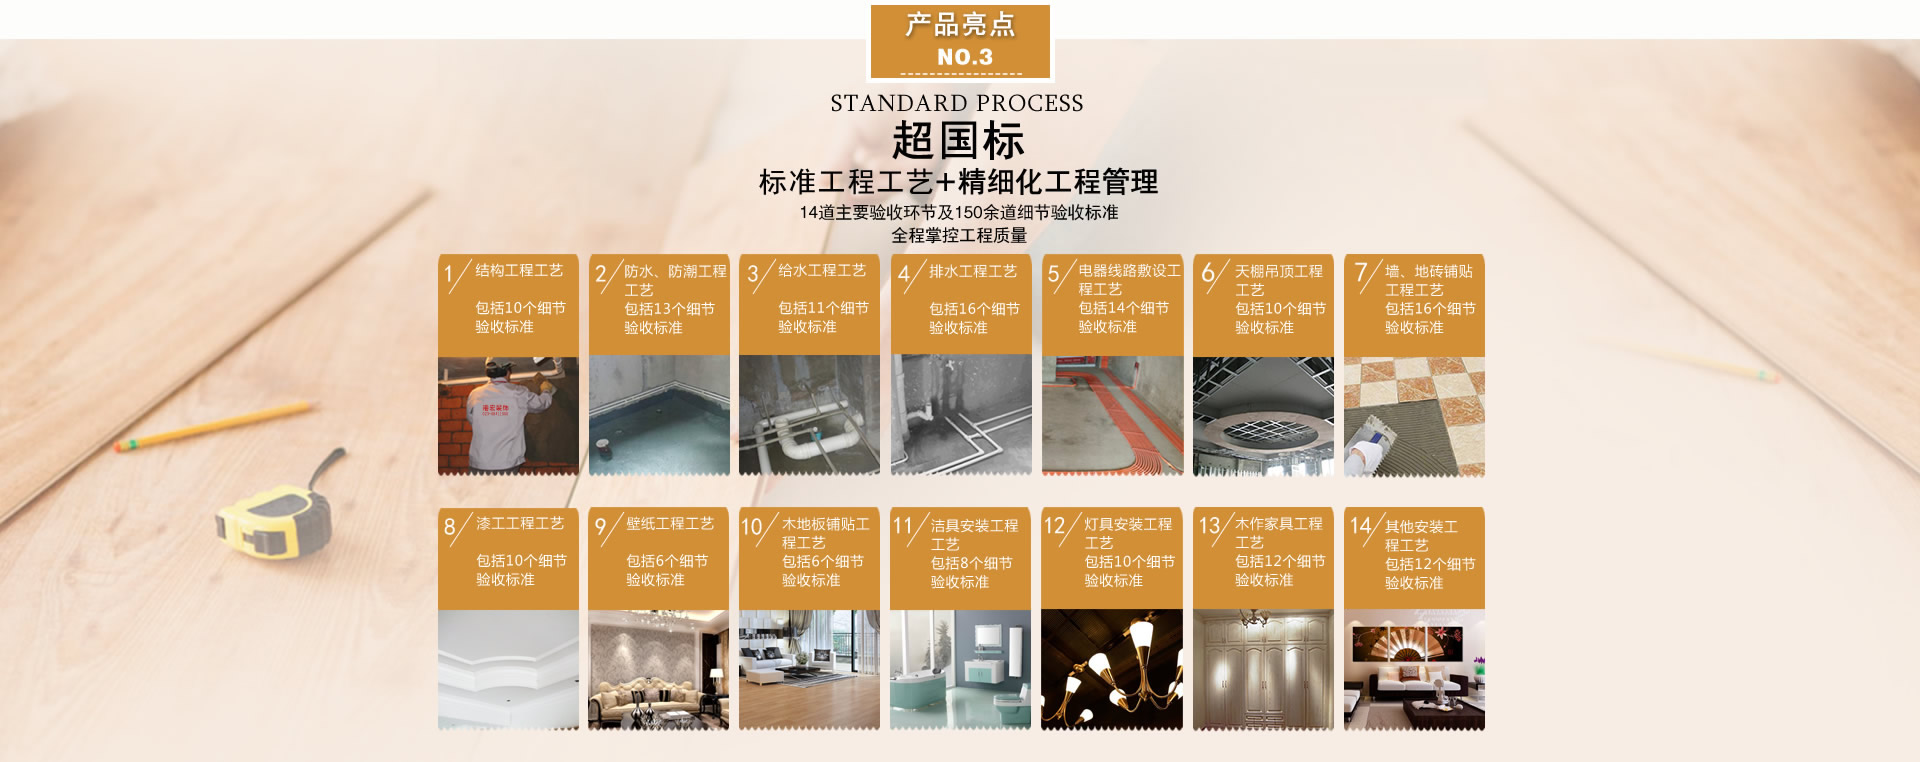 产品亮点
NO.3
STANDARD PROCESS
超国标
标准工程工艺+精细化工程管理
14道主要验收环节及150余道细节验收标准
全程掌控工程质量
1
结构工程工艺
包括10个细节
验收标准
2
防水、防潮工程
工艺
包括13个细节
验收标准
3
给水工程工艺
包括11个细节
验收标准
4
排水工程工艺
包括16个细节
验收标准
5
电器线路敷设工
程工艺
包括14个细节
验收标准
6
天棚吊顶工程
工艺
包括10个细节
验收标准
7
墙、地砖铺贴
工程工艺
包括16个细节
验收标准
8
漆工工程工艺
包括10个细节
验收标准
9
壁纸工程工艺
包括6个细节
验收标准
10
木地板铺贴工
程工艺
包括6个细节
验收标准
11
洁具安装工程
工艺
包括8个细节
验收标准
12
灯具安装工程
工艺
包括10个细节
验收标准
13
木作家具工程
工艺
包括12个细节
验收标准
14
其他安装工
程工艺
包括12个细节
验收标准